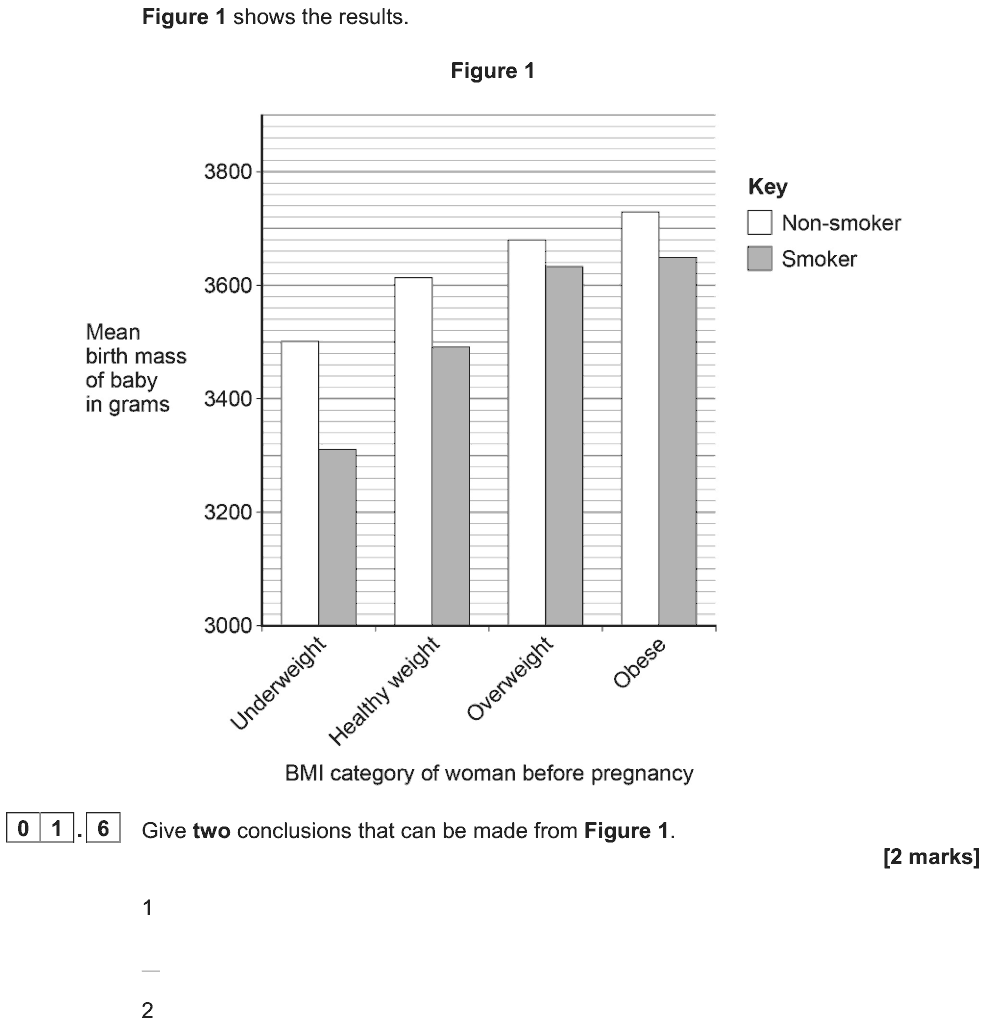 Figure 1 shows the results.
Figure 1
3800
3600
3400
3200
3000
Mean
birth mass
of baby
in grams
Key
Non-smoker
Smoker
Underweight
Healthy weight
Overweight
Obese
BMI category of woman before pregnancy
0 1 . 6 Give two conclusions that can be made from Figure 1.
[2 marks]
1
2